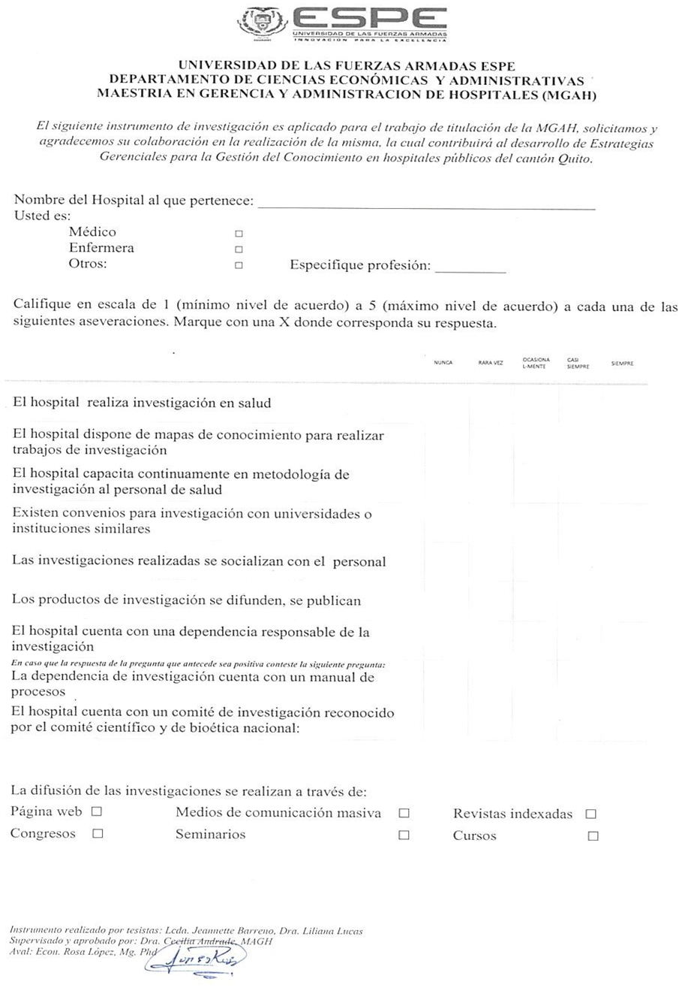 ESPE
UNIVERSIDAD DE LAS FUERZAS ARMADAS
INNOVACIÓN PARA LA EXCELENCIA
UNIVERSIDAD DE LAS FUERZAS ARMADAS ESPE
DEPARTAMENTO DE CIENCIAS ECONÓMICAS Y ADMINISTRATIVAS
MAESTRIA EN GERENCIA Y ADMINISTRACION DE HOSPITALES (MGAH)
El siguiente instrumento de investigación es aplicado para el trabajo de titulación de la MGAH, solicitamos y
agradecemos su colaboración en la realización de la misma, la cual contribuirá al desarrollo de Estrategias
Gerenciales para la Gestión del Conocimiento en hospitales públicos del cantón Quito.
Nombre del Hospital al que pertenece: ____________________
Usted es:
Médico □
Enfermera □
Otros: □ Especifique profesión: __________
Califique en escala de 1 (mínimo nivel de acuerdo) a 5 (máximo nivel de acuerdo) a cada una de las
siguientes aseveraciones. Marque con una X donde corresponda su respuesta.
NUNCA RARA VEZ OCASIONA CASI SIEMPRE
L-MENTE SIEMPRE
El hospital realiza investigación en salud
El hospital dispone de mapas de conocimiento para realizar
trabajos de investigación
El hospital capacita continuamente en metodología de
investigación al personal de salud
Existen convenios para investigación con universidades o
instituciones similares
Las investigaciones realizadas se socializan con el personal
Los productos de investigación se difunden, se publican
El hospital cuenta con una dependencia responsable de la
investigación
En caso que la respuesta de la pregunta que antecede sea positiva conteste la siguiente pregunta:
La dependencia de investigación cuenta con un manual de
procesos
El hospital cuenta con un comité de investigación reconocido
por el comité científico y de bioética nacional:
La difusión de las investigaciones se realizan a través de:
Página web □ Medios de comunicación masiva □ Revistas indexadas □
Congresos □ Seminarios □ Cursos □
Instrumento realizado por tesistas: Lcda. Jeannette Barreno, Dra. Liliana Lucas
Supervisado y aprobado por: Dra. Cecilia Andrade, MAGH
Aval: Econ. Rosa López, Mg. Phd